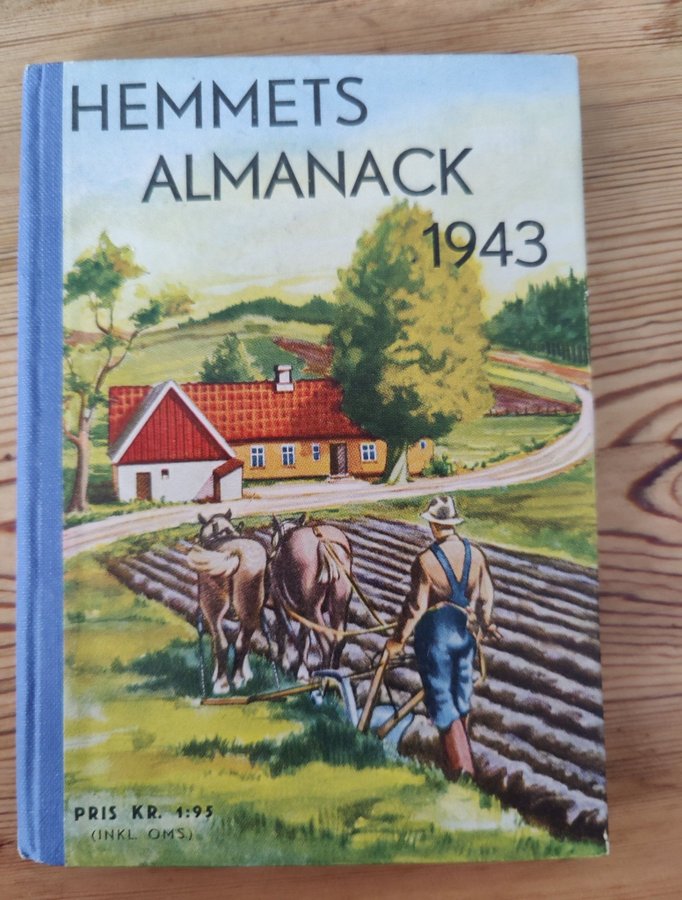 HEMMETS
ALMANACK
1943
PRIS KR. 1:95
(INKL. OMS)